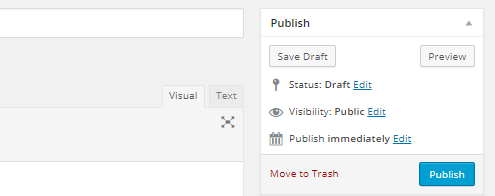 Publish
Save Draft Preview
Status: Draft Edit
Visual Text
Visibility: Public Edit
Publish immediately Edit
Move to Trash Publish